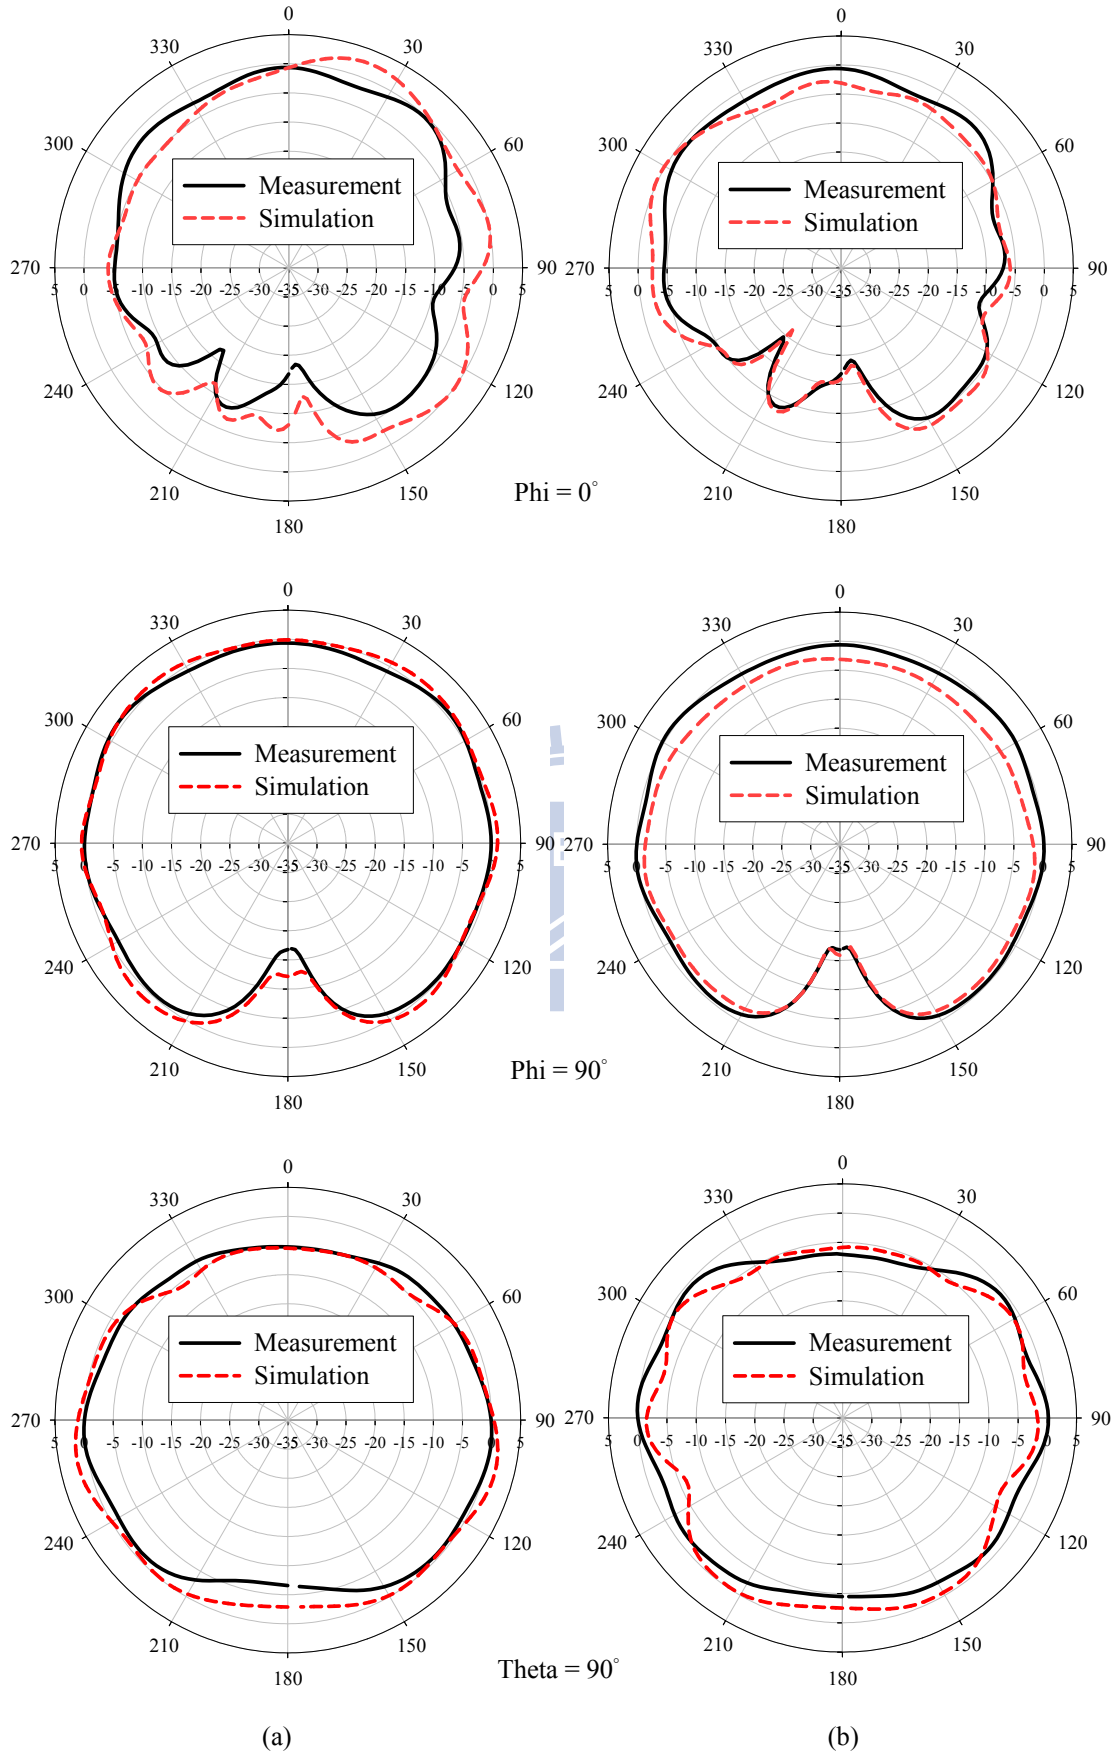 0 0
330 30 330 30
300 60 300 60
Measurement Measurement
Simulation Simulation
270 90 270 90
5 0 -5 -10 -15 -20 -25 -30 -35 -30 -25 -20 -15 -10 -5 0 5 5 0 -5 -10 -15 -20 -25 -30 -35 -30 -25 -20 -15 -10 -5 0 5
240 120 240 120
210 150 210 150
Phi = 0°
180 180
0 0
330 30 330 30
300 60 300 60
Measurement Measurement
Simulation Simulation
270 90 270 90
5 0 -5 -10 -15 -20 -25 -30 -35 -30 -25 -20 -15 -10 -5 0 5 5 0 -5 -10 -15 -20 -25 -30 -35 -30 -25 -20 -15 -10 -5 0 5
240 120 240 120
210 150 210 150
Phi = 90°
180 180
0 0
330 30 330 30
300 60 300 60
Measurement Measurement
Simulation Simulation
270 90 270 90
5 0 -5 -10 -15 -20 -25 -30 -35 -30 -25 -20 -15 -10 -5 0 5 5 0 -5 -10 -15 -20 -25 -30 -35 -30 -25 -20 -15 -10 -5 0 5
240 120 240 120
210 150 210 150
Theta = 90°
180 180
(a) (b)